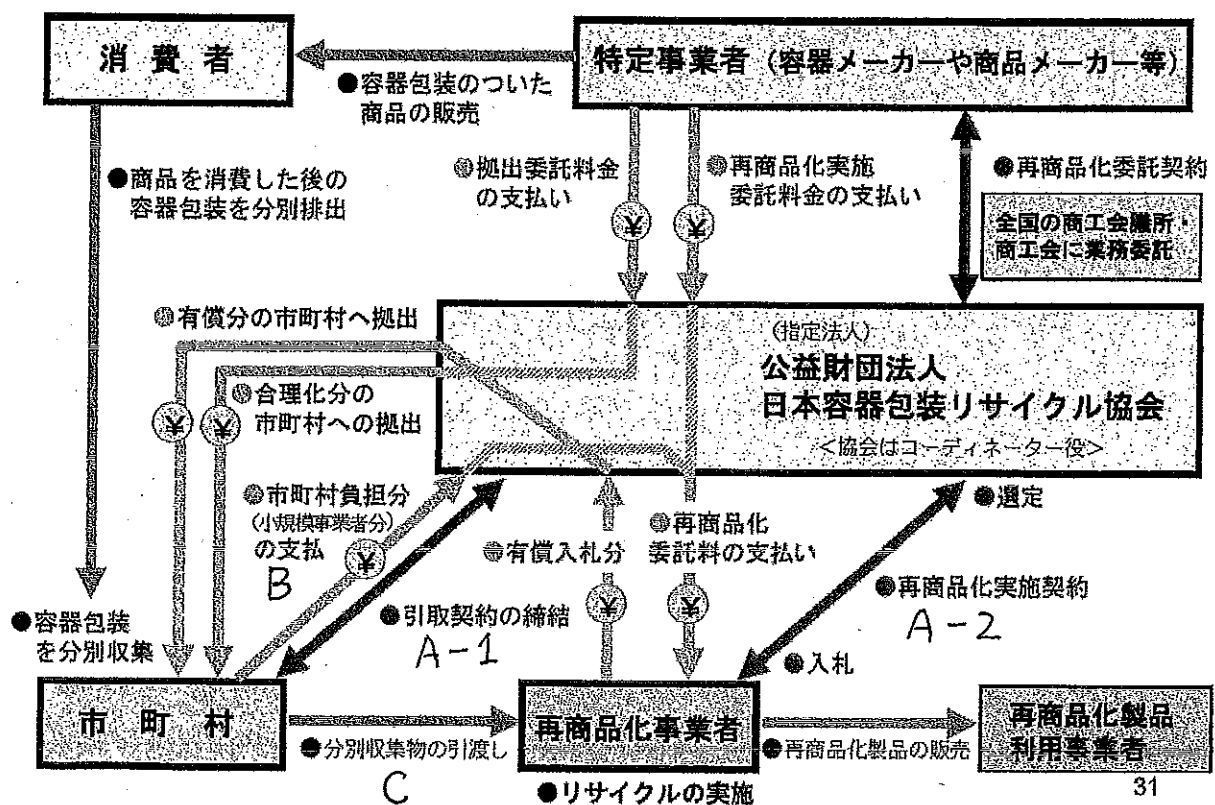 消費者
特定事業者（容器メーカーや商品メーカー等）
●容器包装のついた
商品の販売
●商品を消費した後の
容器包装を分別排出
●拠出委託料金
の支払い
●再商品化実施
委託料金の支払い
●再商品化委託契約
全国の商工会議所・
商工会に業務委託
¥
¥
●有償分の市町村へ拠出
●合理化分の
市町村への拠出
¥
¥
（指定法人）
公益財団法人
日本容器包装リサイクル協会
＜協会はコーディネーター役＞
●市町村負担分
（小規模事業者分）
の支払
¥
B
●有償入札分
¥
●再商品化
委託料の支払い
¥
●選定
●再商品化実施契約
A-2
●入札
●引取契約の締結
A-1
●容器包装
を分別収集
市町村
●分別収集物の引渡し
C
再商品化事業者
●リサイクルの実施
●再商品化製品の販売
再商品化製品
利用事業者
31